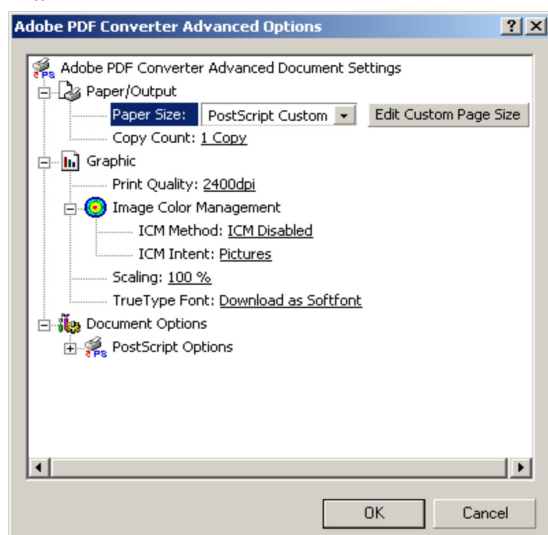 Adobe PDF Converter Advanced Options
Adobe PDF Converter Advanced Document Settings
Paper/Output
Paper Size: PostScript Custom Edit Custom Page Size
Copy Count: 1 Copy
Graphic
Print Quality: 2400dpi
Image Color Management
ICM Method: ICM Disabled
ICM Intent: Pictures
Scaling: 100 %
TrueType Font: Download as Softfont
Document Options
PostScript Options
OK Cancel